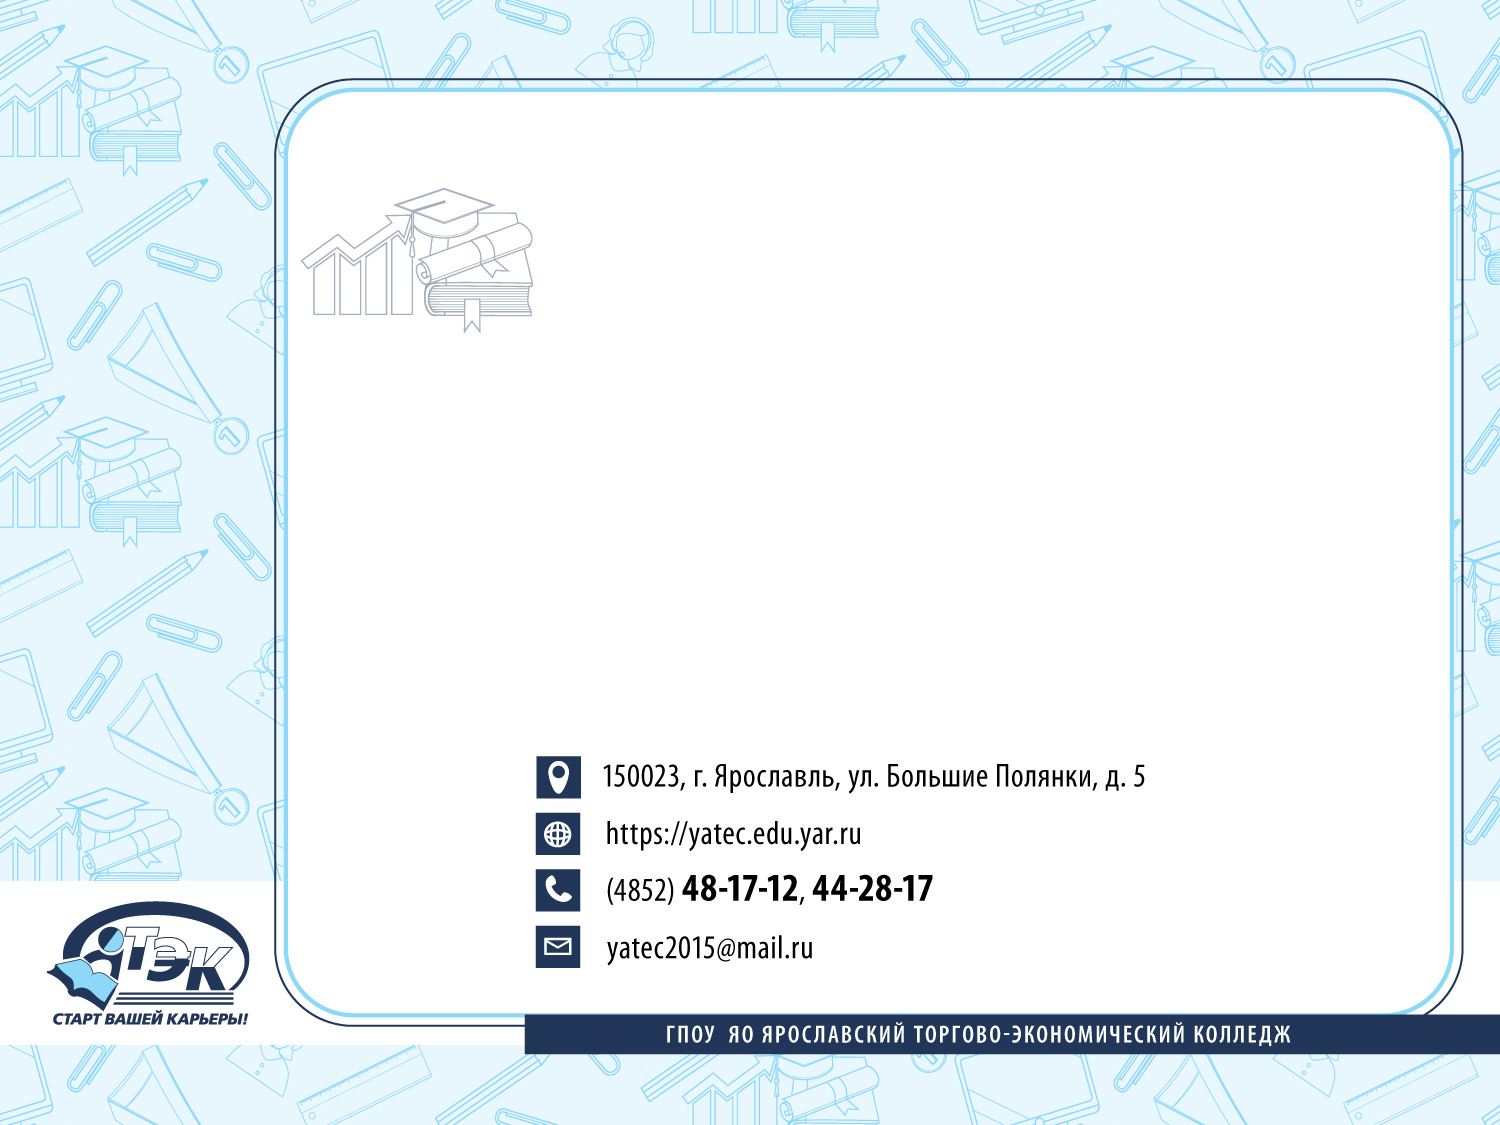 150023, г. Ярославль, ул. Большие Полянки, д. 5
https://yatec.edu.yar.ru
(4852) 48-17-12, 44-28-17
yatec2015@mail.ru
ЯТЭК
СТАРТ ВАШЕЙ КАРЬЕРЫ!
ГПОУ ЯО ЯРОСЛАВСКИЙ ТОРГОВО-ЭКОНОМИЧЕСКИЙ КОЛЛЕДЖ